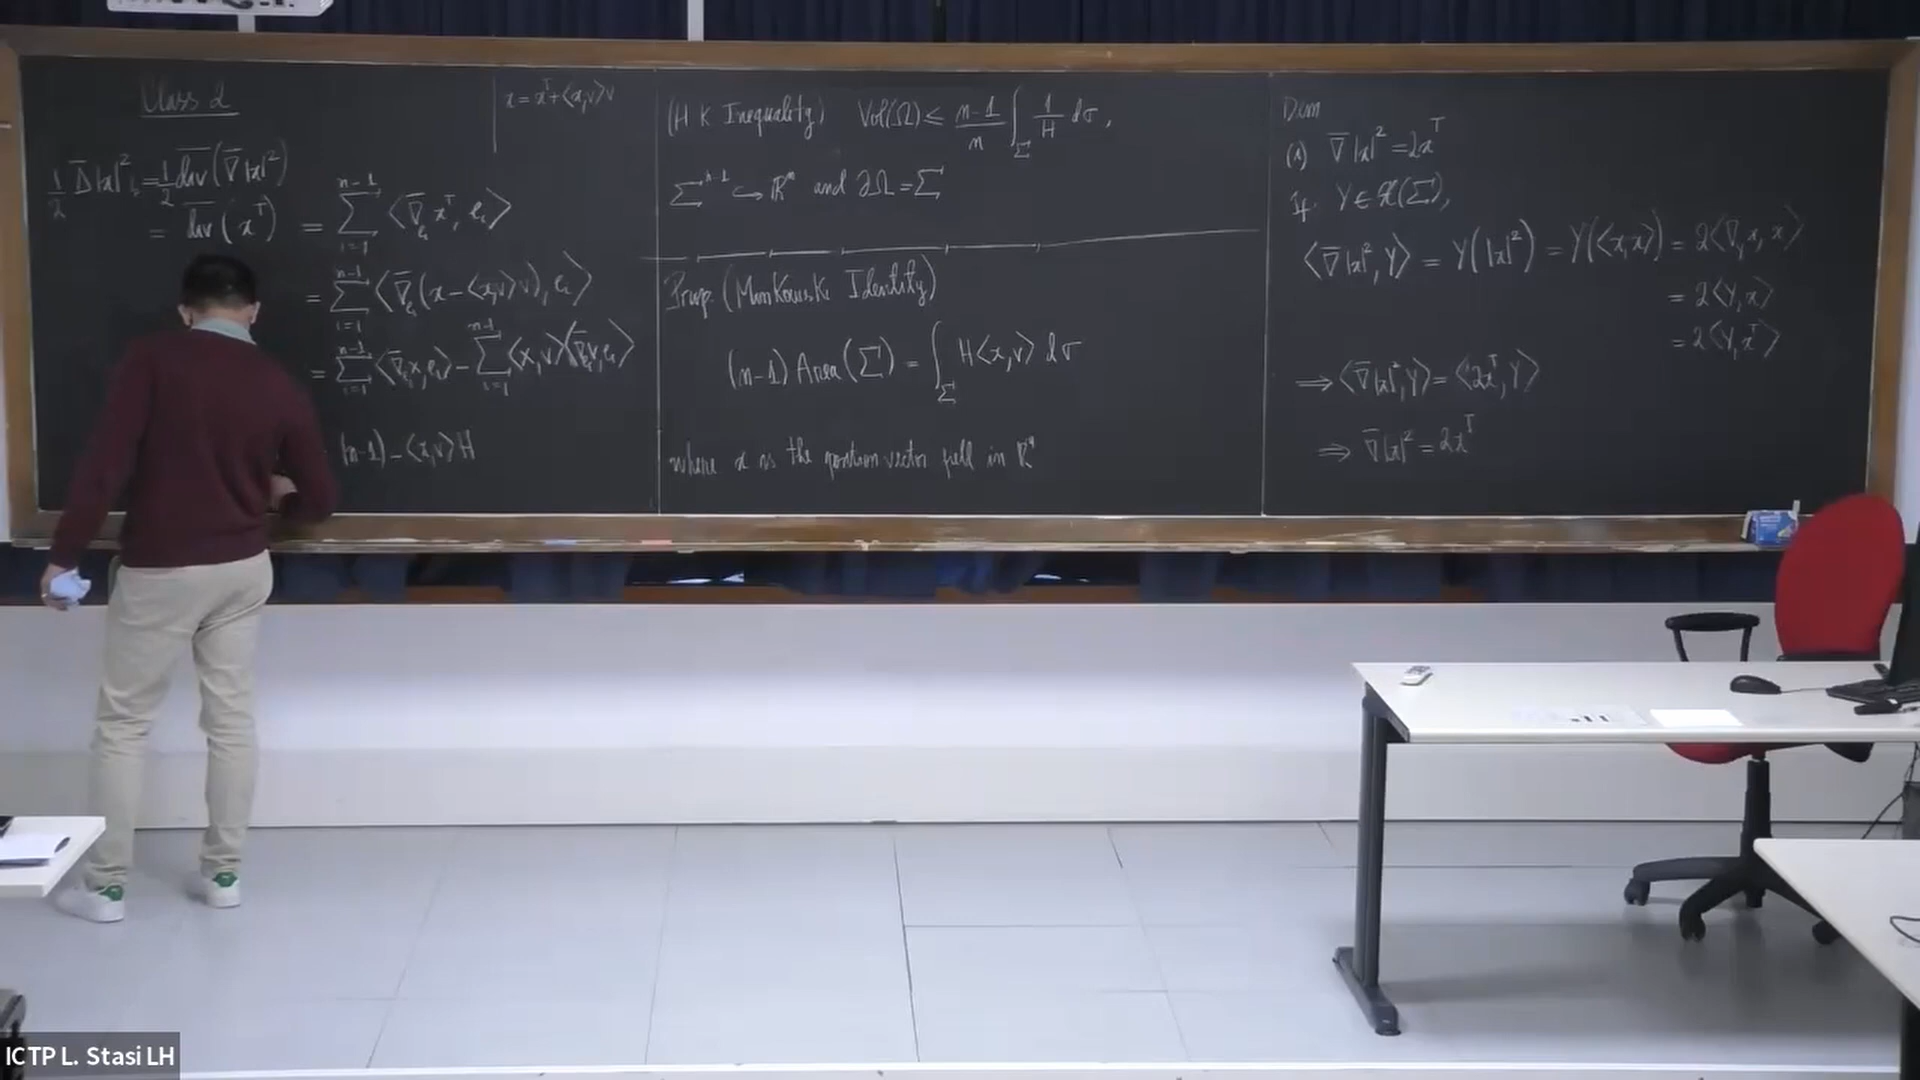 Class 2
x = x^T + <x,ν>ν
½ Δ̄|x|² = ½ div̄(∇̄|x|²)
= div̄(x^T) = Σ_{i=1}^{n-1} <∇̄_{e_i} x^T, e_i>
= Σ_{i=1}^{n-1} <∇̄_{e_i}(x - <x,ν>ν), e_i>
= Σ_{i=1}^{n-1} <∇̄_{e_i} x, e_i> - Σ_{i=1}^{n-1} <x,ν><∇̄_{e_i} ν, e_i>
(n-1) - <x,ν>H
(H K Inequality) Vol(Ω) ≤ \frac{n-1}{n} ∫_Σ \frac{1}{H} dσ,
Σ^{n-1} ↪ ℝ^n and ∂Ω = Σ
Prop. (Minkowski Identity)
(n-1) Area(Σ) = ∫_Σ H<x,ν> dσ
where x is the position vector field in ℝ^n
Dem
(1) ∇̄|x|² = 2x^T
If Y ∈ 𝔛(Σ),
<∇̄|x|², Y> = Y(|x|²) = Y(<x,x>) = 2<∇_Y x, x>
= 2<Y,x>
= 2<Y,x^T>
⟹ <∇̄|x|², Y> = <2x^T, Y>
⟹ ∇̄|x|² = 2x^T
ICTP L. Stasi LH